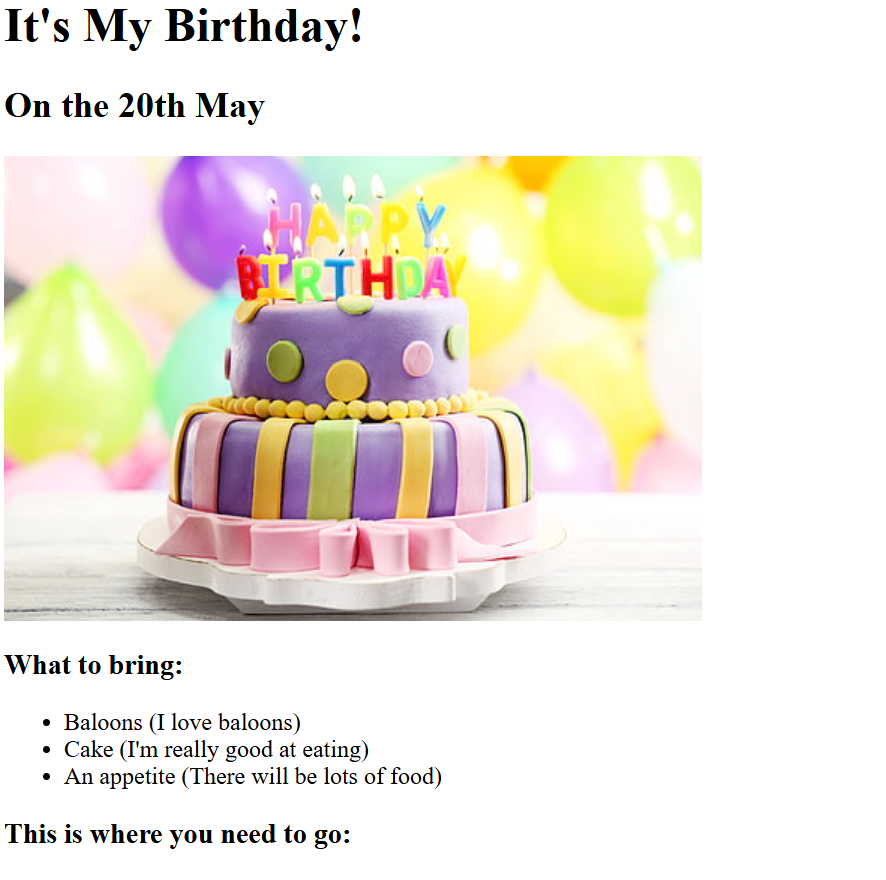 It's My Birthday!
On the 20th May
HAPPY
BIRTHDAY
What to bring:
Baloons (I love baloons)
Cake (I'm really good at eating)
An appetite (There will be lots of food)
This is where you need to go: